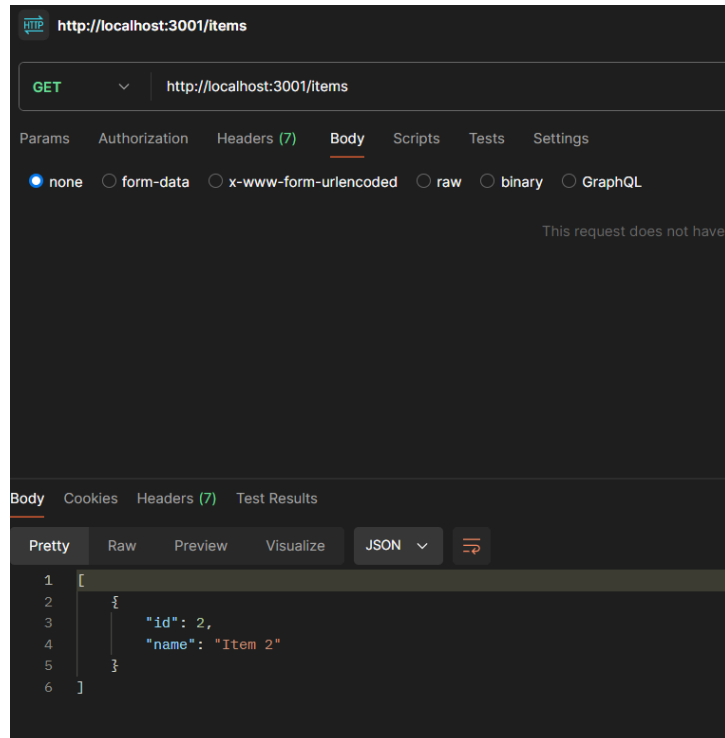 HTTP http://localhost:3001/items
GET http://localhost:3001/items
Params Authorization Headers (7) Body Scripts Tests Settings
none form-data x-www-form-urlencoded raw binary GraphQL
This request does not have
Body Cookies Headers (7) Test Results
Pretty Raw Preview Visualize JSON
1 [
2 {
3 "id": 2,
4 "name": "Item 2"
5 }
6 ]